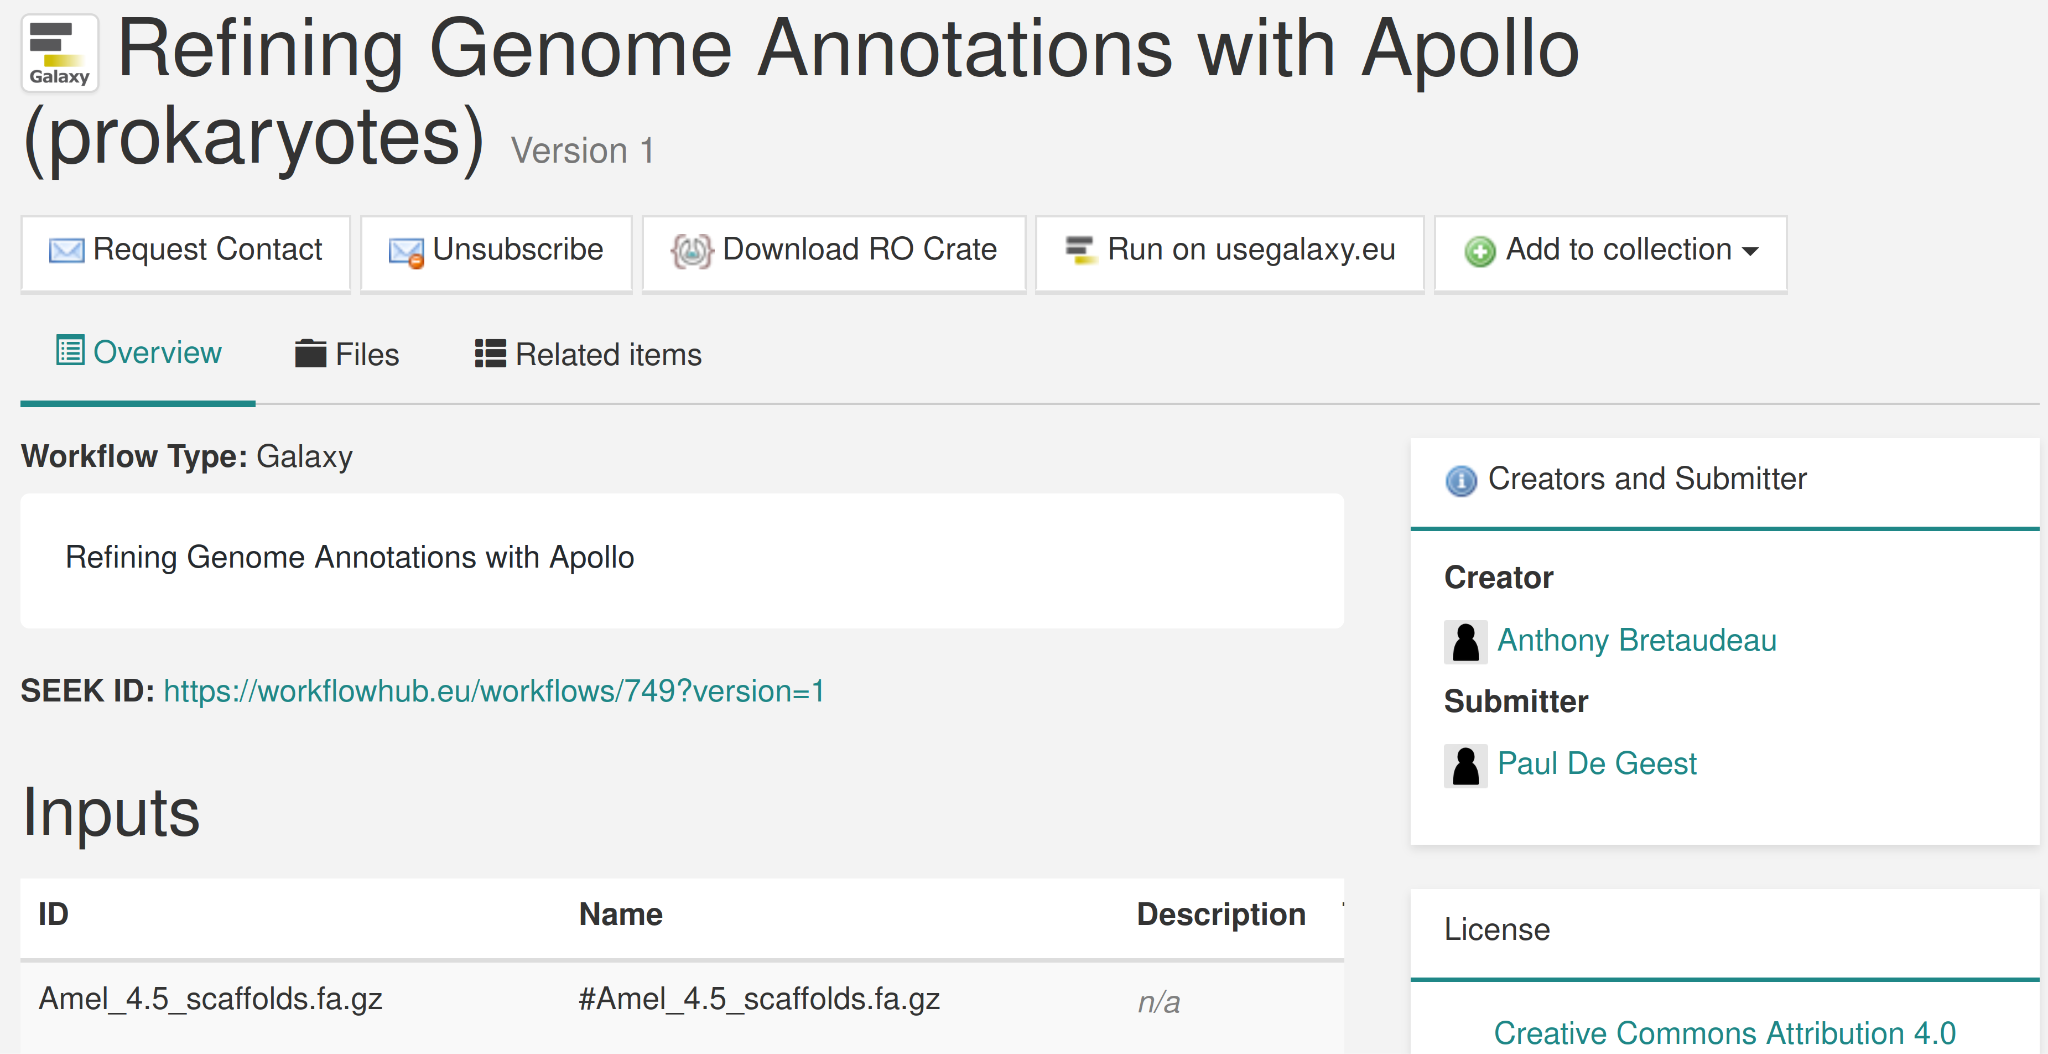 Galaxy
Refining Genome Annotations with Apollo
(prokaryotes) Version 1
Request Contact
Unsubscribe
Download RO Crate
Run on usegalaxy.eu
Add to collection
Overview
Files
Related items
Workflow Type: Galaxy
Refining Genome Annotations with Apollo
SEEK ID: https://workflowhub.eu/workflows/749?version=1
Inputs
ID Name Description
Amel_4.5_scaffolds.fa.gz #Amel_4.5_scaffolds.fa.gz n/a
Creators and Submitter
Creator
Anthony Bretaudeau
Submitter
Paul De Geest
License
Creative Commons Attribution 4.0